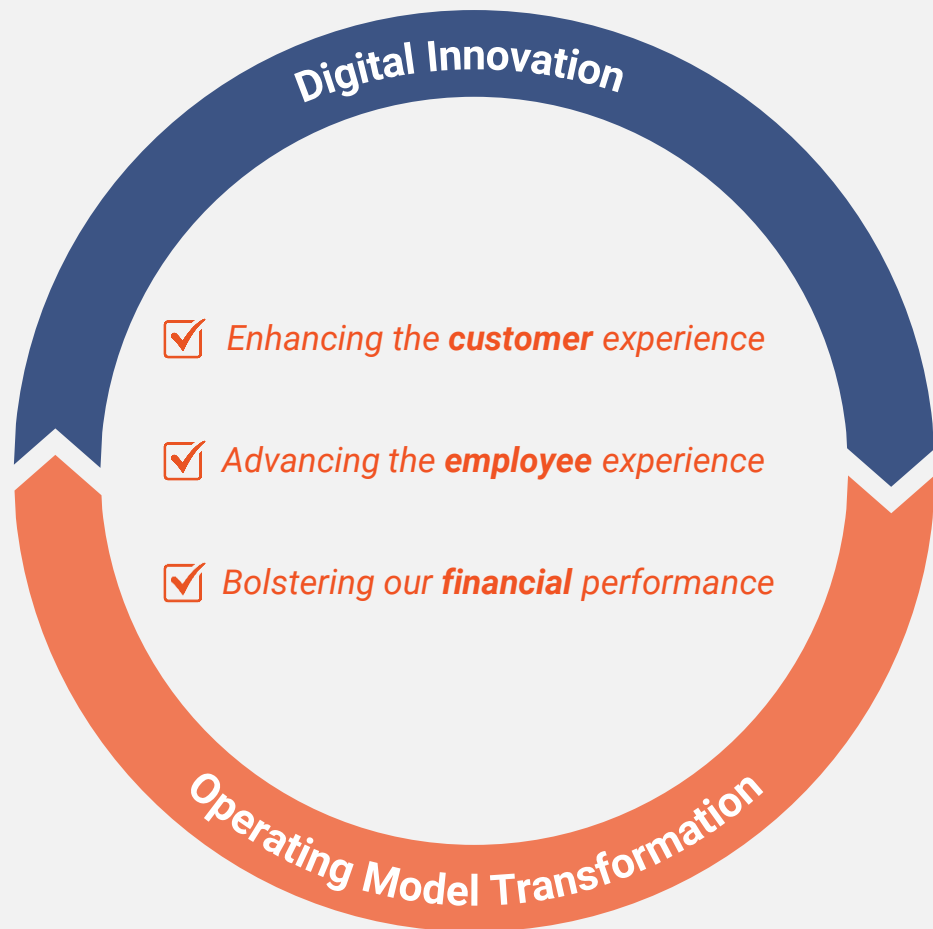 Digital Innovation
Enhancing the customer experience
Advancing the employee experience
Bolstering our financial performance
Operating Model Transformation